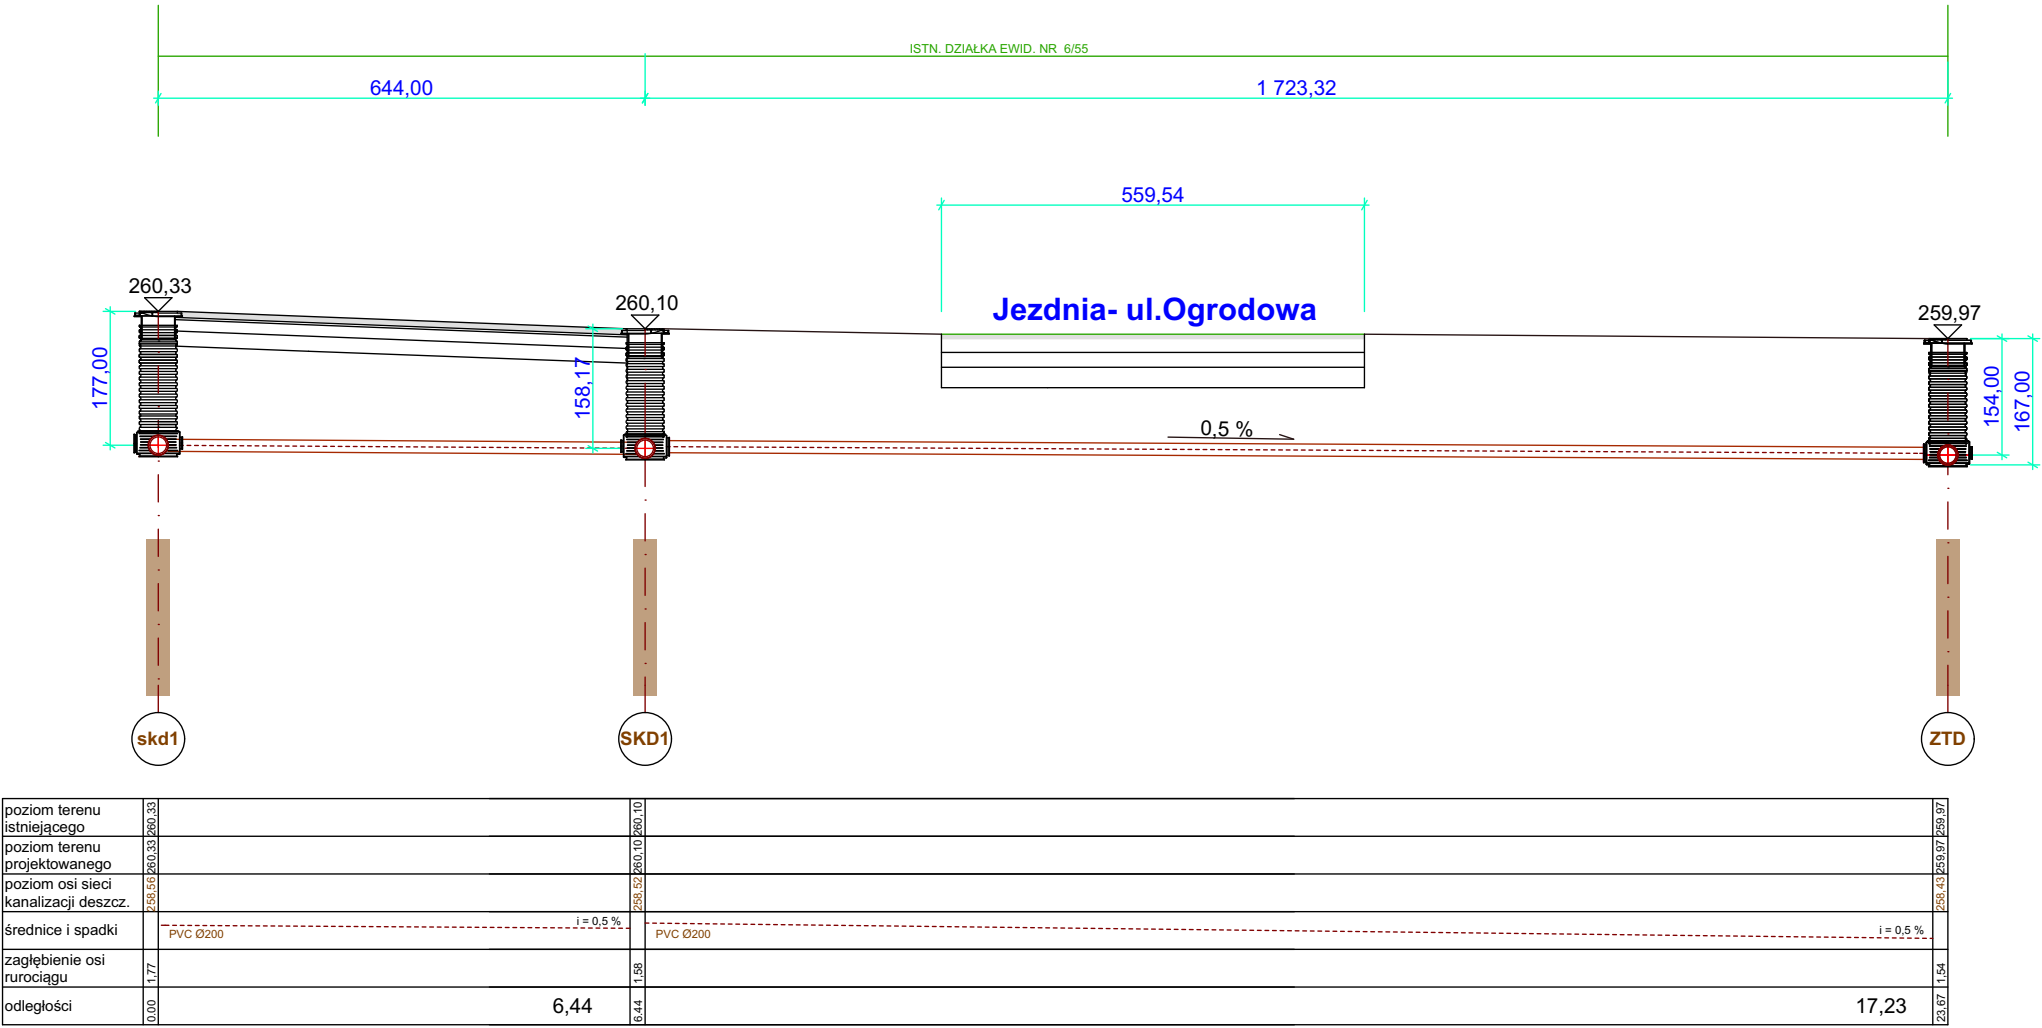 ISTN. DZIAŁKA EWID. NR 6/55
644,00
1 723,32
559,54
Jezdnia- ul.Ogrodowa
260,33
260,10
259,97
177,00
158,17
154,00
167,00
0,5 %
skd1
SKD1
ZTD
poziom terenu
istniejącego
260,33
260,10
259,97
poziom terenu
projektowanego
260,33
260,10
259,97
poziom osi sieci
kanalizacji deszcz.
258,56
258,52
258,43
średnice i spadki
PVC Ø200
i = 0,5 %
PVC Ø200
i = 0,5 %
zagłębienie osi
rurociągu
1,77
1,58
1,54
odległości
0,00
6,44
6,44
17,23
23,67